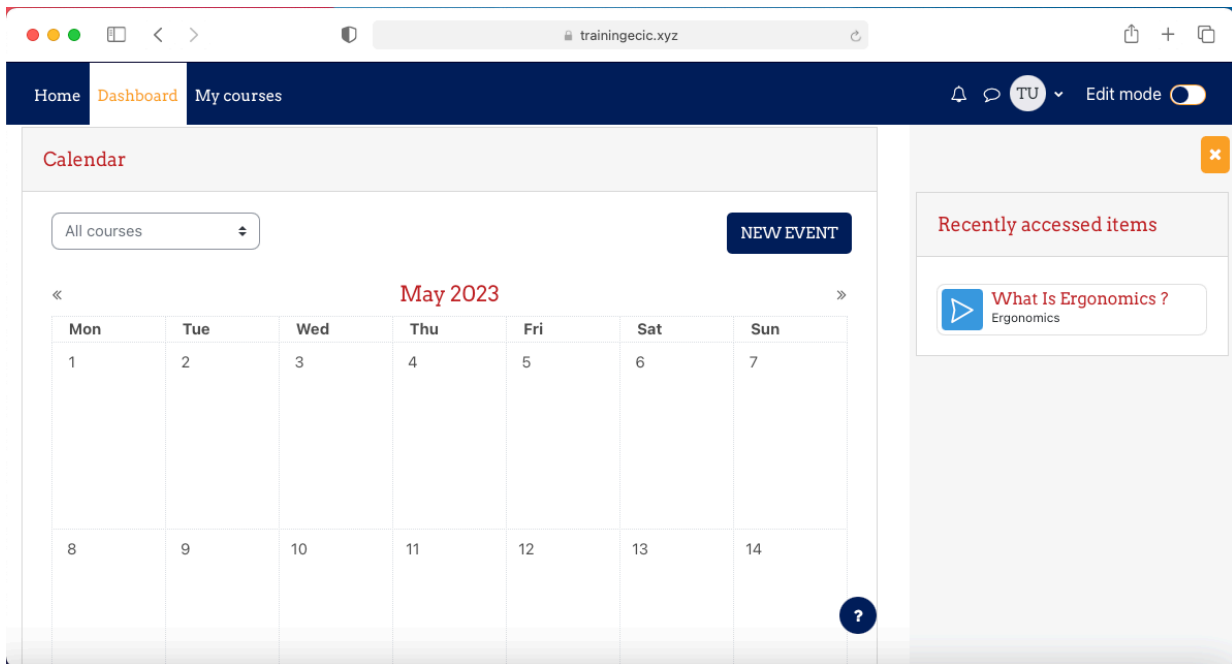 trainingecic.xyz
Home Dashboard My courses TU Edit mode
Calendar
All courses NEW EVENT
« May 2023 »
Mon Tue Wed Thu Fri Sat Sun
1 2 3 4 5 6 7
8 9 10 11 12 13 14
?
Recently accessed items
What Is Ergonomics ?
Ergonomics